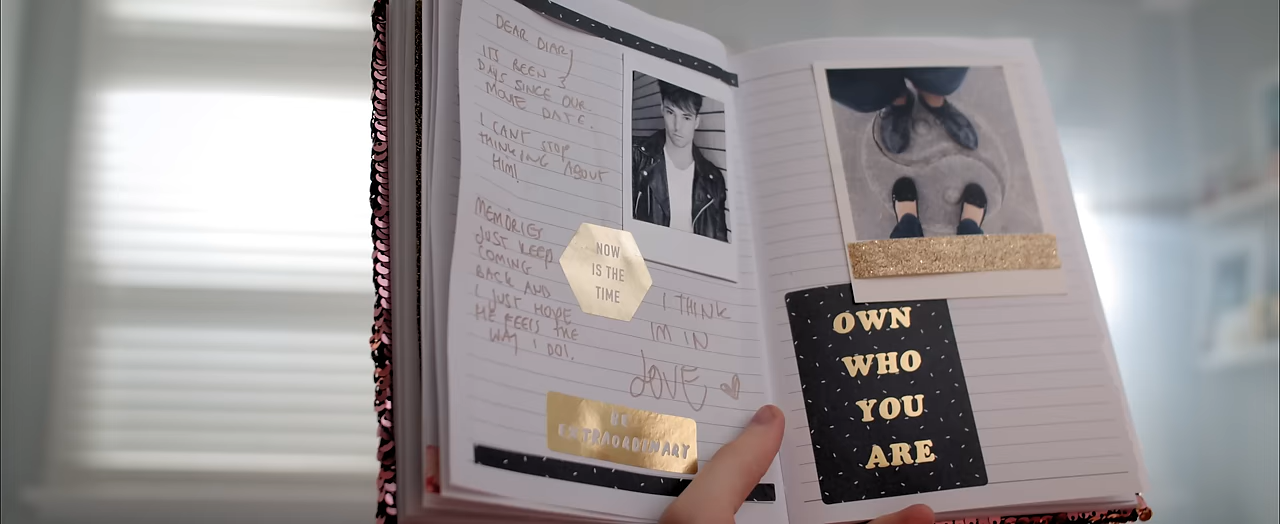 DEAR DIARY
ITS BEEN 3
DAYS SINCE OUR
MOVIE DATE.
I CANT STOP
THINKING ABOUT
HIM!
MEMORIES
JUST KEEP
COMING
BACK AND
I JUST HOPE
HE FEELS THE
WAY I DO!.
NOW
IS THE
TIME
I THINK
IM IN
LOVE
BE
EXTRAORDINARY
OWN
WHO
YOU
ARE